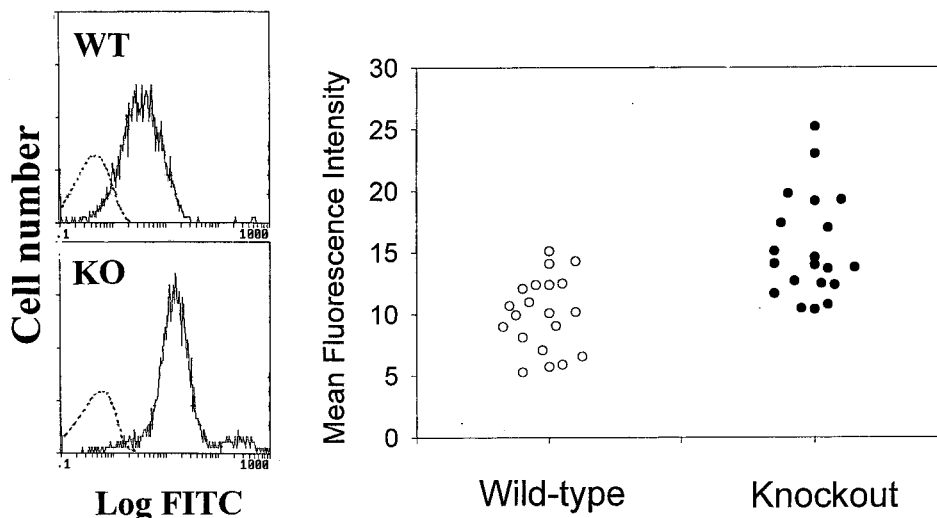 WT
Cell number
.1
1000
KO
.1
1000
Log FITC
Mean Fluorescence Intensity
30
25
20
15
10
5
0
Wild-type
Knockout